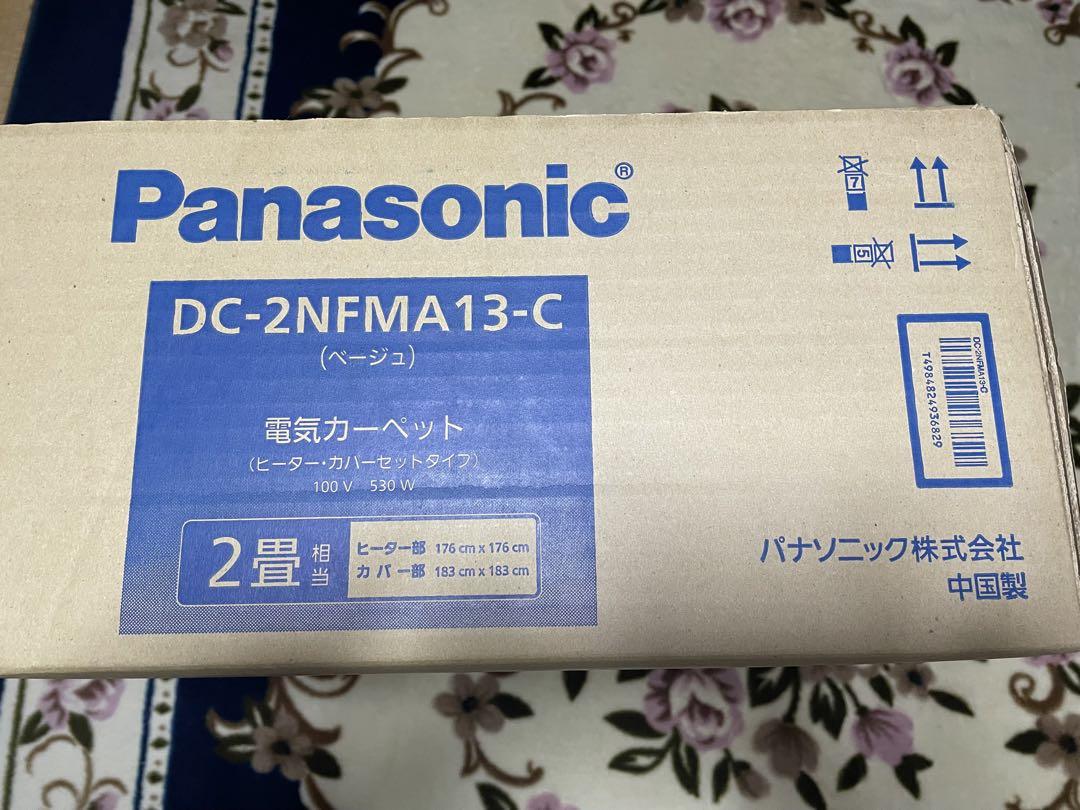 Panasonic®
DC-2NFMA13-C
(ベージュ)
電気カーペット
(ヒーター・カバーセットタイプ)
100 V 530 W
2畳相当
ヒーター部 176 cm x 176 cm
カバー部 183 cm x 183 cm
7
5
DC-2NFMA13-C
T4984824936829
パナソニック株式会社
中国製